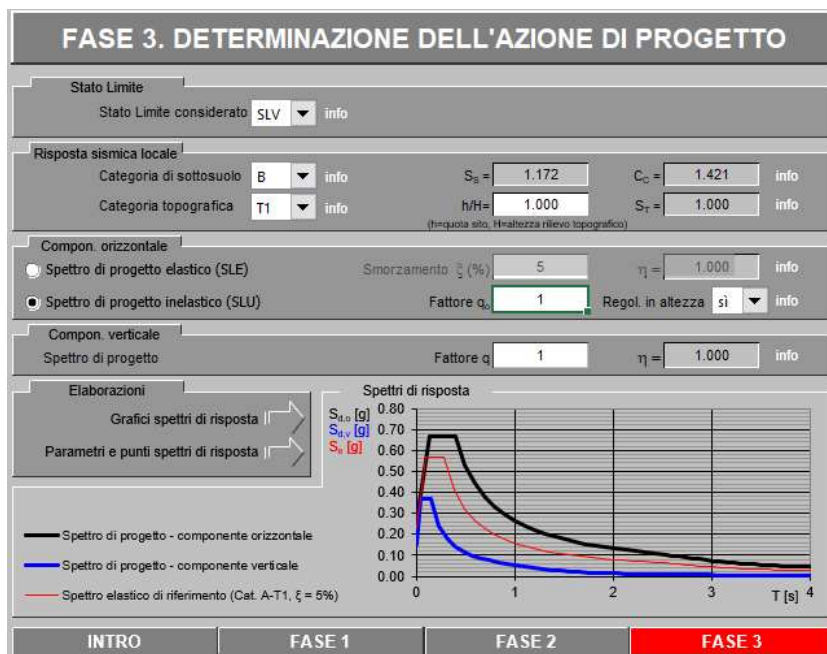 FASE 3. DETERMINAZIONE DELL'AZIONE DI PROGETTO
Stato Limite
Stato Limite considerato SLV info
Risposta sismica locale
Categoria di sottosuolo B info S_S = 1.172 C_C = 1.421 info
Categoria topografica T1 info h/H= 1.000 S_T = 1.000 info
(h=quota sito, H=altezza rilievo topografico)
Compon. orizzontale
Spettro di progetto elastico (SLE) Smorzamento ξ (%) 5 η = 1.000 info
Spettro di progetto inelastico (SLU) Fattore q_o 1 Regol. in altezza sì info
Compon. verticale
Spettro di progetto Fattore q 1 η = 1.000 info
Elaborazioni
Grafici spettri di risposta
Parametri e punti spettri di risposta
Spettri di risposta
S_d,o [g]
S_d,v [g]
S_e [g]
0.80
0.70
0.60
0.50
0.40
0.30
0.20
0.10
0.00
0 1 2 3 T [s] 4
Spettro di progetto - componente orizzontale
Spettro di progetto - componente verticale
Spettro elastico di riferimento (Cat. A-T1, ξ = 5%)
INTRO FASE 1 FASE 2 FASE 3